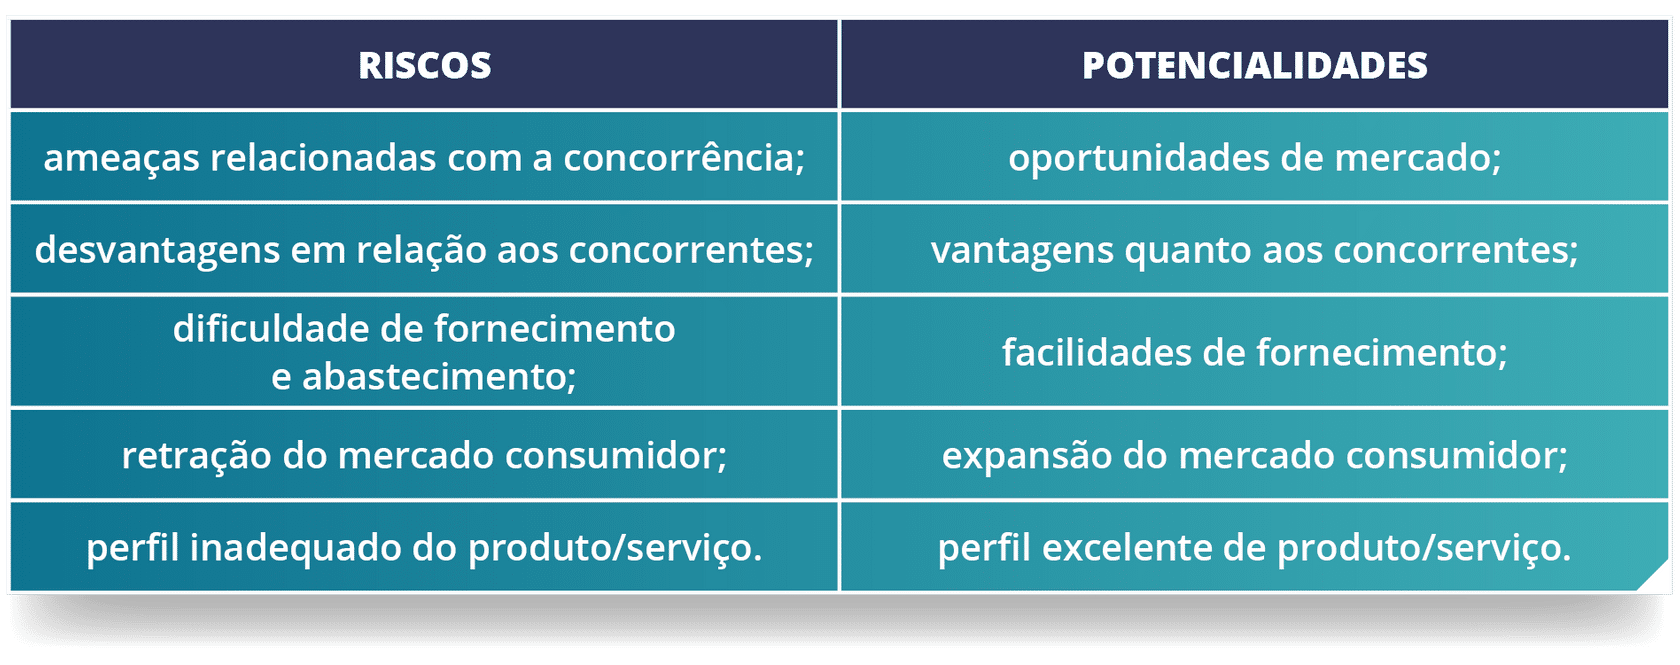 RISCOS
POTENCIALIDADES
ameaças relacionadas com a concorrência;
oportunidades de mercado;
desvantagens em relação aos concorrentes;
vantagens quanto aos concorrentes;
dificuldade de fornecimento
e abastecimento;
facilidades de fornecimento;
retração do mercado consumidor;
expansão do mercado consumidor;
perfil inadequado do produto/serviço.
perfil excelente de produto/serviço.